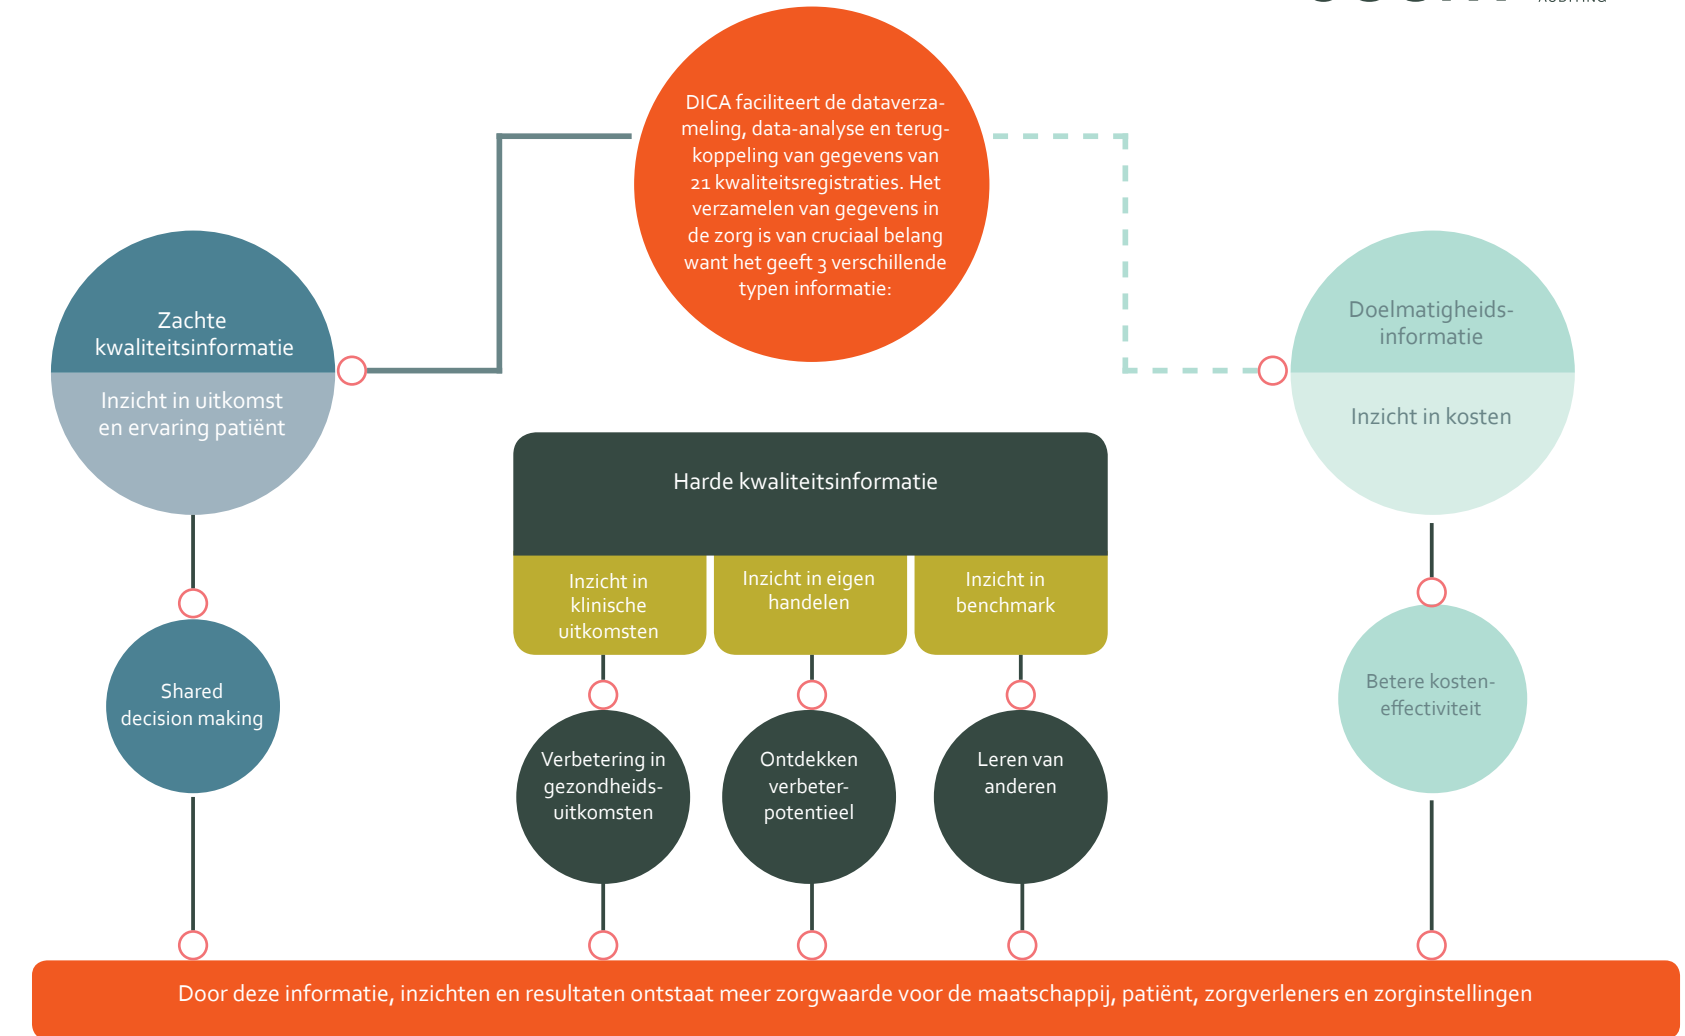 AUDITING
DICA faciliteert de dataverza-
meling, data-analyse en terug-
koppeling van gegevens van
21 kwaliteitsregistraties. Het
verzamelen van gegevens in
de zorg is van cruciaal belang
want het geeft 3 verschillende
typen informatie:
Zachte
kwaliteitsinformatie
Inzicht in uitkomst
en ervaring patiënt
Shared
decision making
Harde kwaliteitsinformatie
Inzicht in
klinische
uitkomsten
Inzicht in eigen
handelen
Inzicht in
benchmark
Verbetering in
gezondheids-
uitkomsten
Ontdekken
verbeter-
potentieel
Leren van
anderen
Doelmatigheids-
informatie
Inzicht in kosten
Betere kosten-
effectiviteit
Door deze informatie, inzichten en resultaten ontstaat meer zorgwaarde voor de maatschappij, patiënt, zorgverleners en zorginstellingen